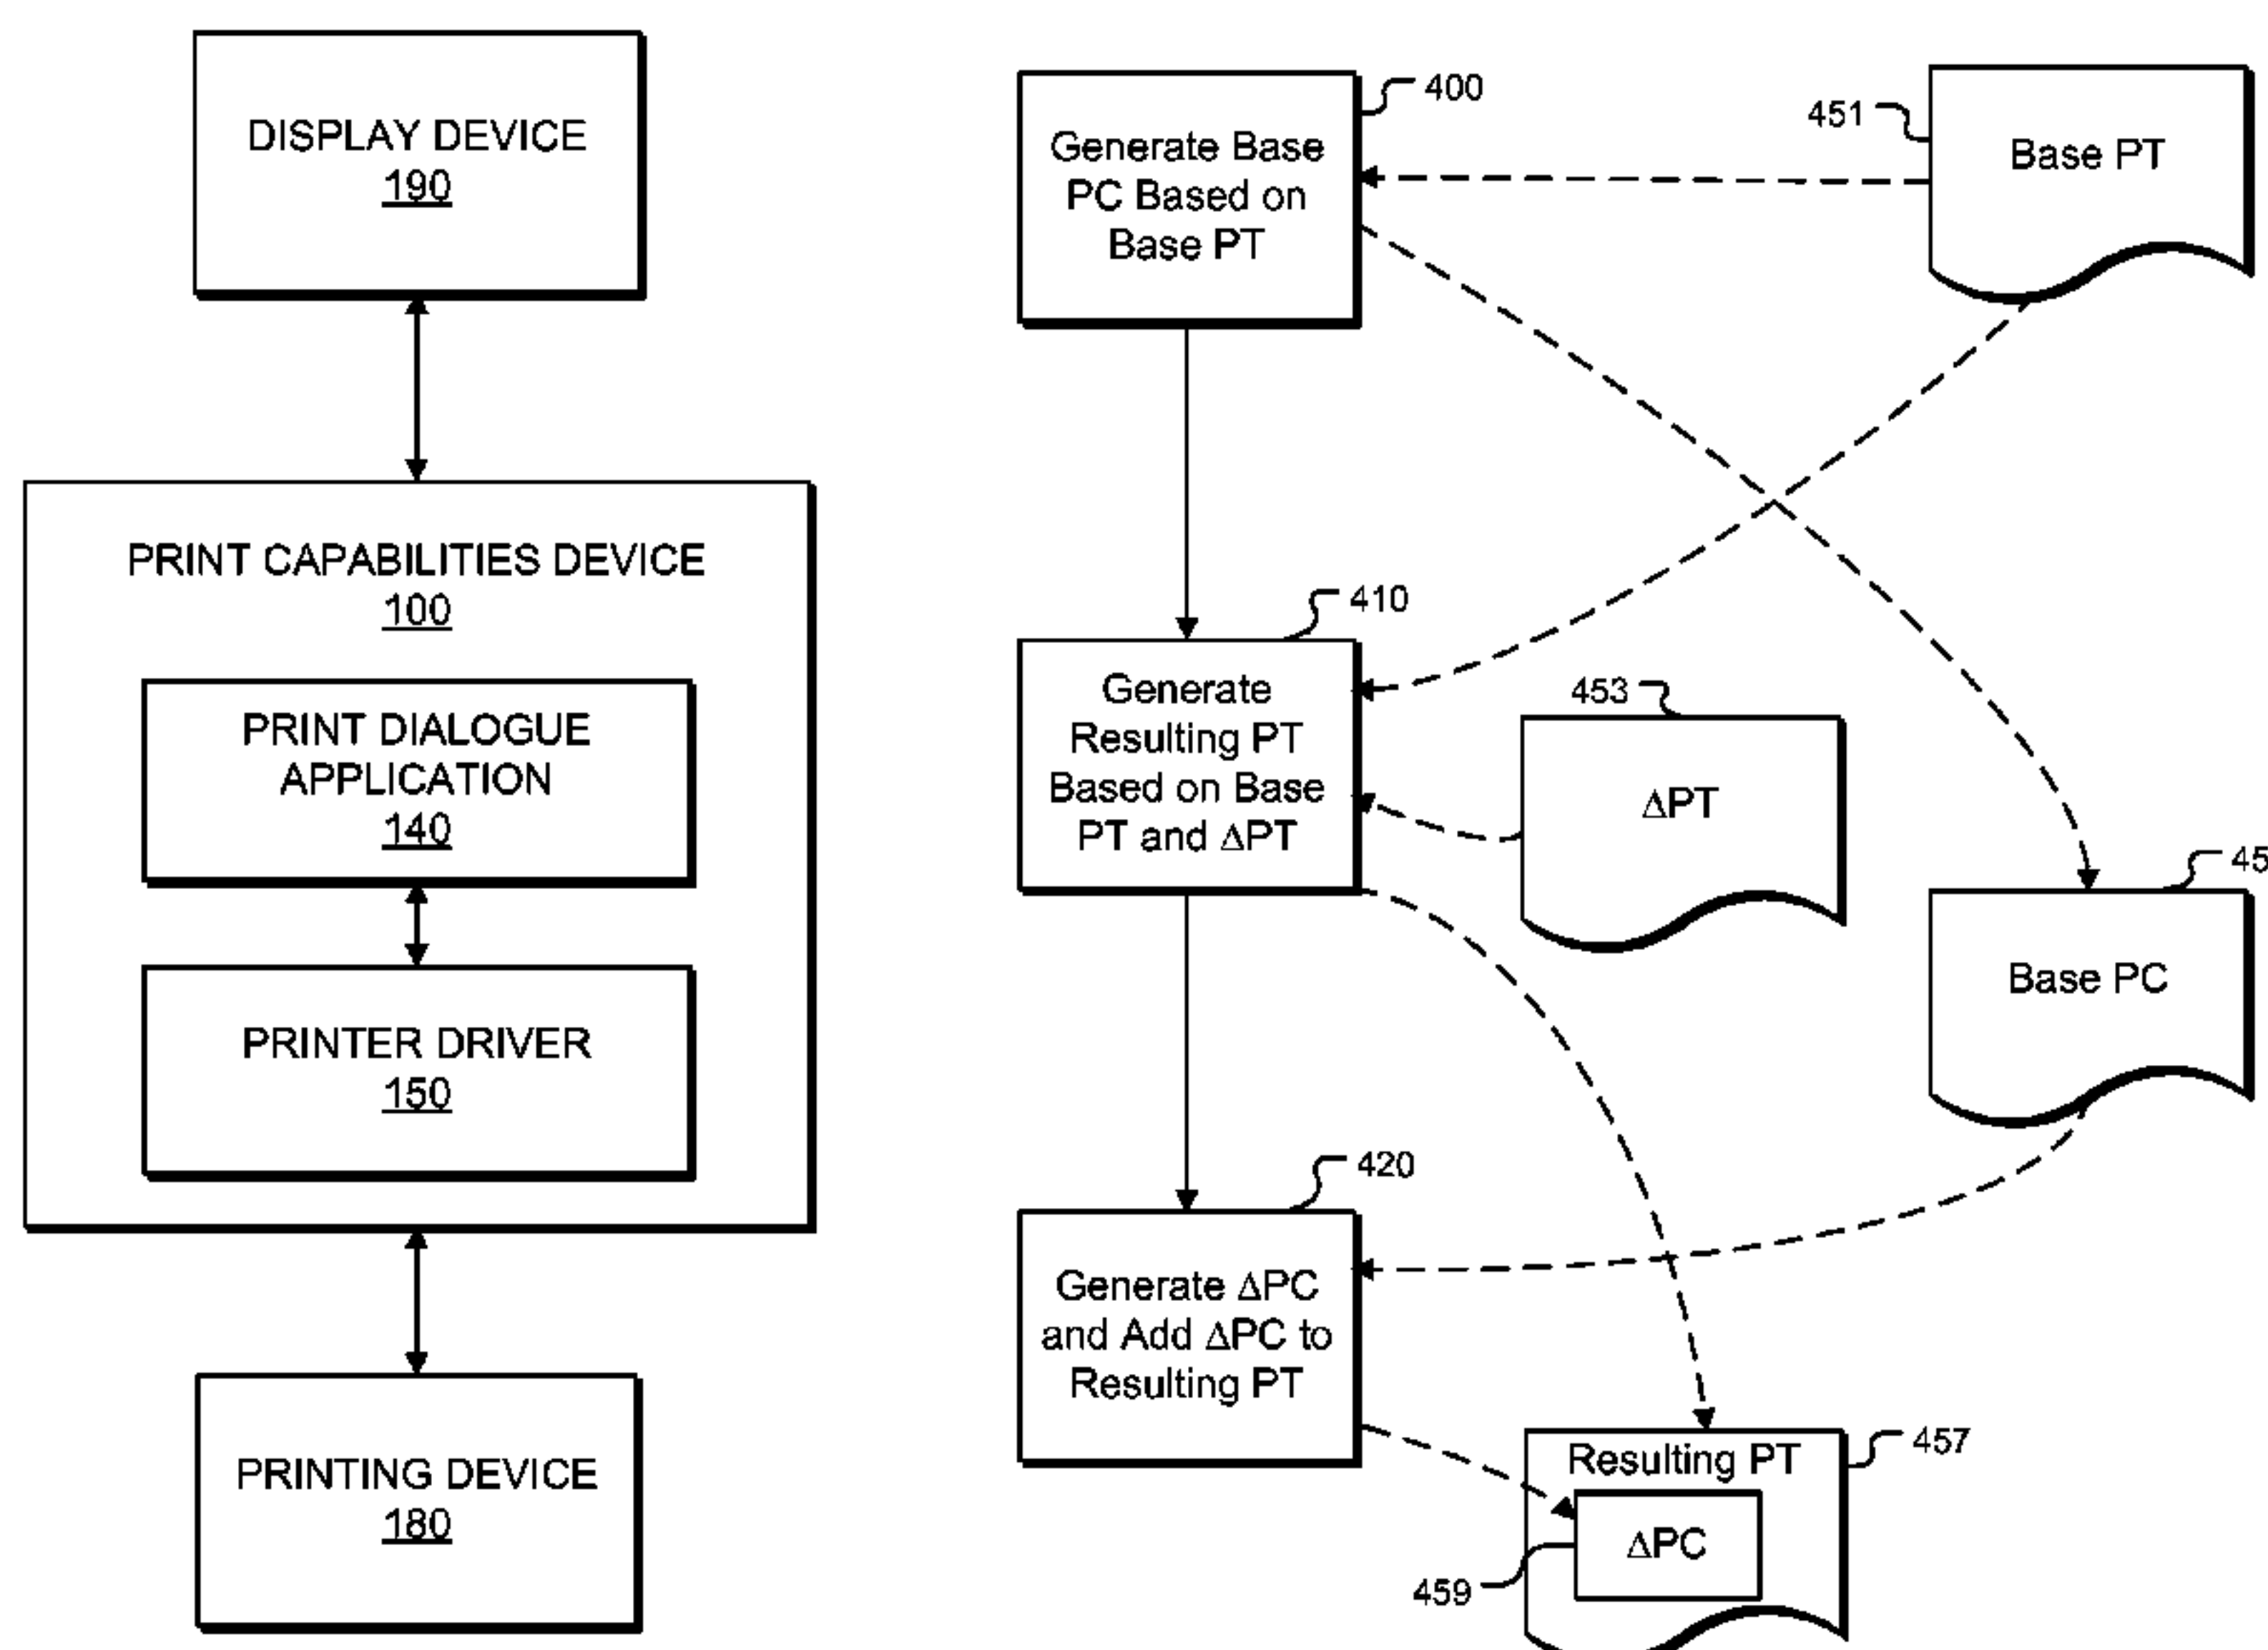 DISPLAY DEVICE
190
PRINT CAPABILITIES DEVICE
100
PRINT DIALOGUE
APPLICATION
140
PRINTER DRIVER
150
PRINTING DEVICE
180
400
Generate Base
PC Based on
Base PT
451
Base PT
410
Generate
Resulting PT
Based on Base
PT and ΔPT
453
ΔPT
45
Base PC
420
Generate ΔPC
and Add ΔPC to
Resulting PT
457
Resulting PT
ΔPC
459